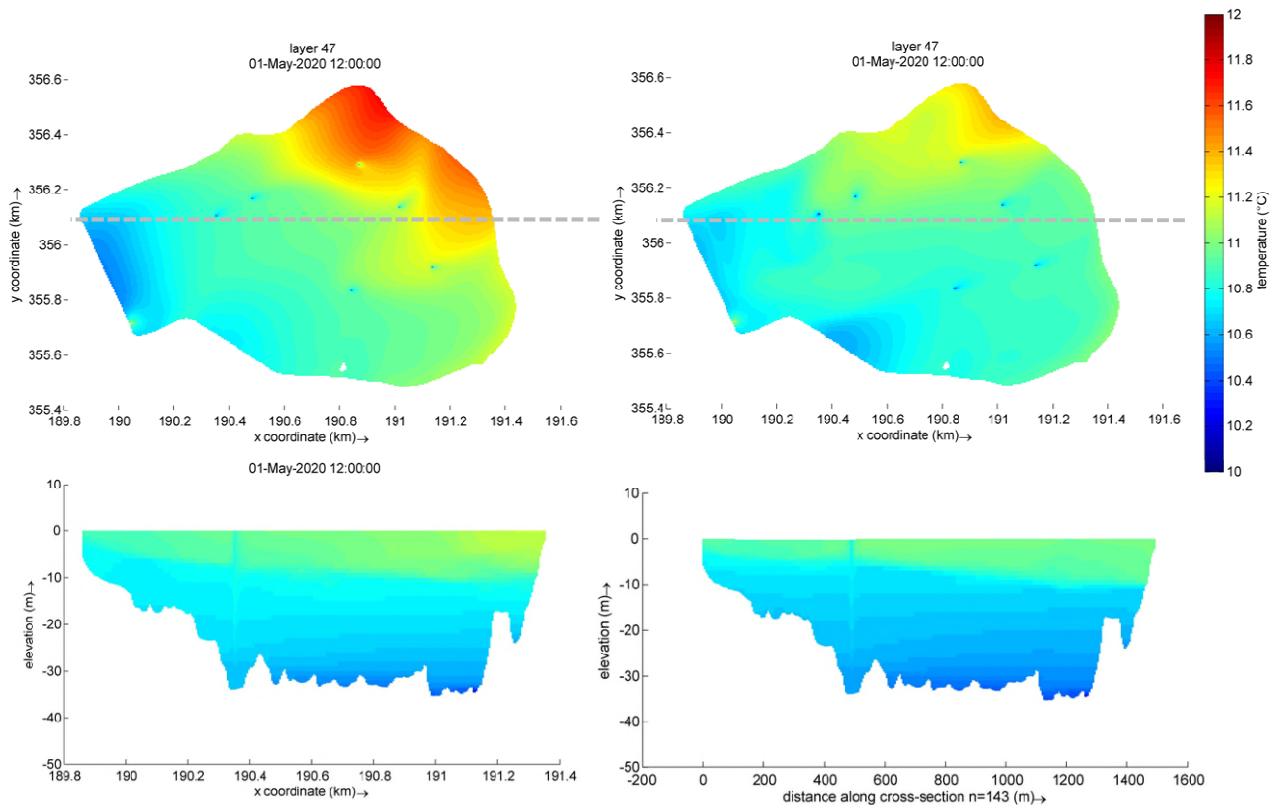 layer 47
01-May-2020 12:00:00
356.6
356.4
356.2
356
355.8
355.6
355.4
y coordinate (km)→
189.8 190 190.2 190.4 190.6 190.8 191 191.2 191.4 191.6
x coordinate (km)→
layer 47
01-May-2020 12:00:00
356.6
356.4
356.2
356
355.8
355.6
355.4
y coordinate (km)→
189.8 190 190.2 190.4 190.6 190.8 191 191.2 191.4 191.6
x coordinate (km)→
12
11.8
11.6
11.4
11.2
11
10.8
10.6
10.4
10.2
10
temperature (°C)→
01-May-2020 12:00:00
10
0
-10
-20
-30
-40
-50
elevation (m)→
189.8 190 190.2 190.4 190.6 190.8 191 191.2 191.4
x coordinate (km)→
10
0
-10
-20
-30
-40
-50
elevation (m)→
-200 0 200 400 600 800 1000 1200 1400 1600
distance along cross-section n=143 (m)→